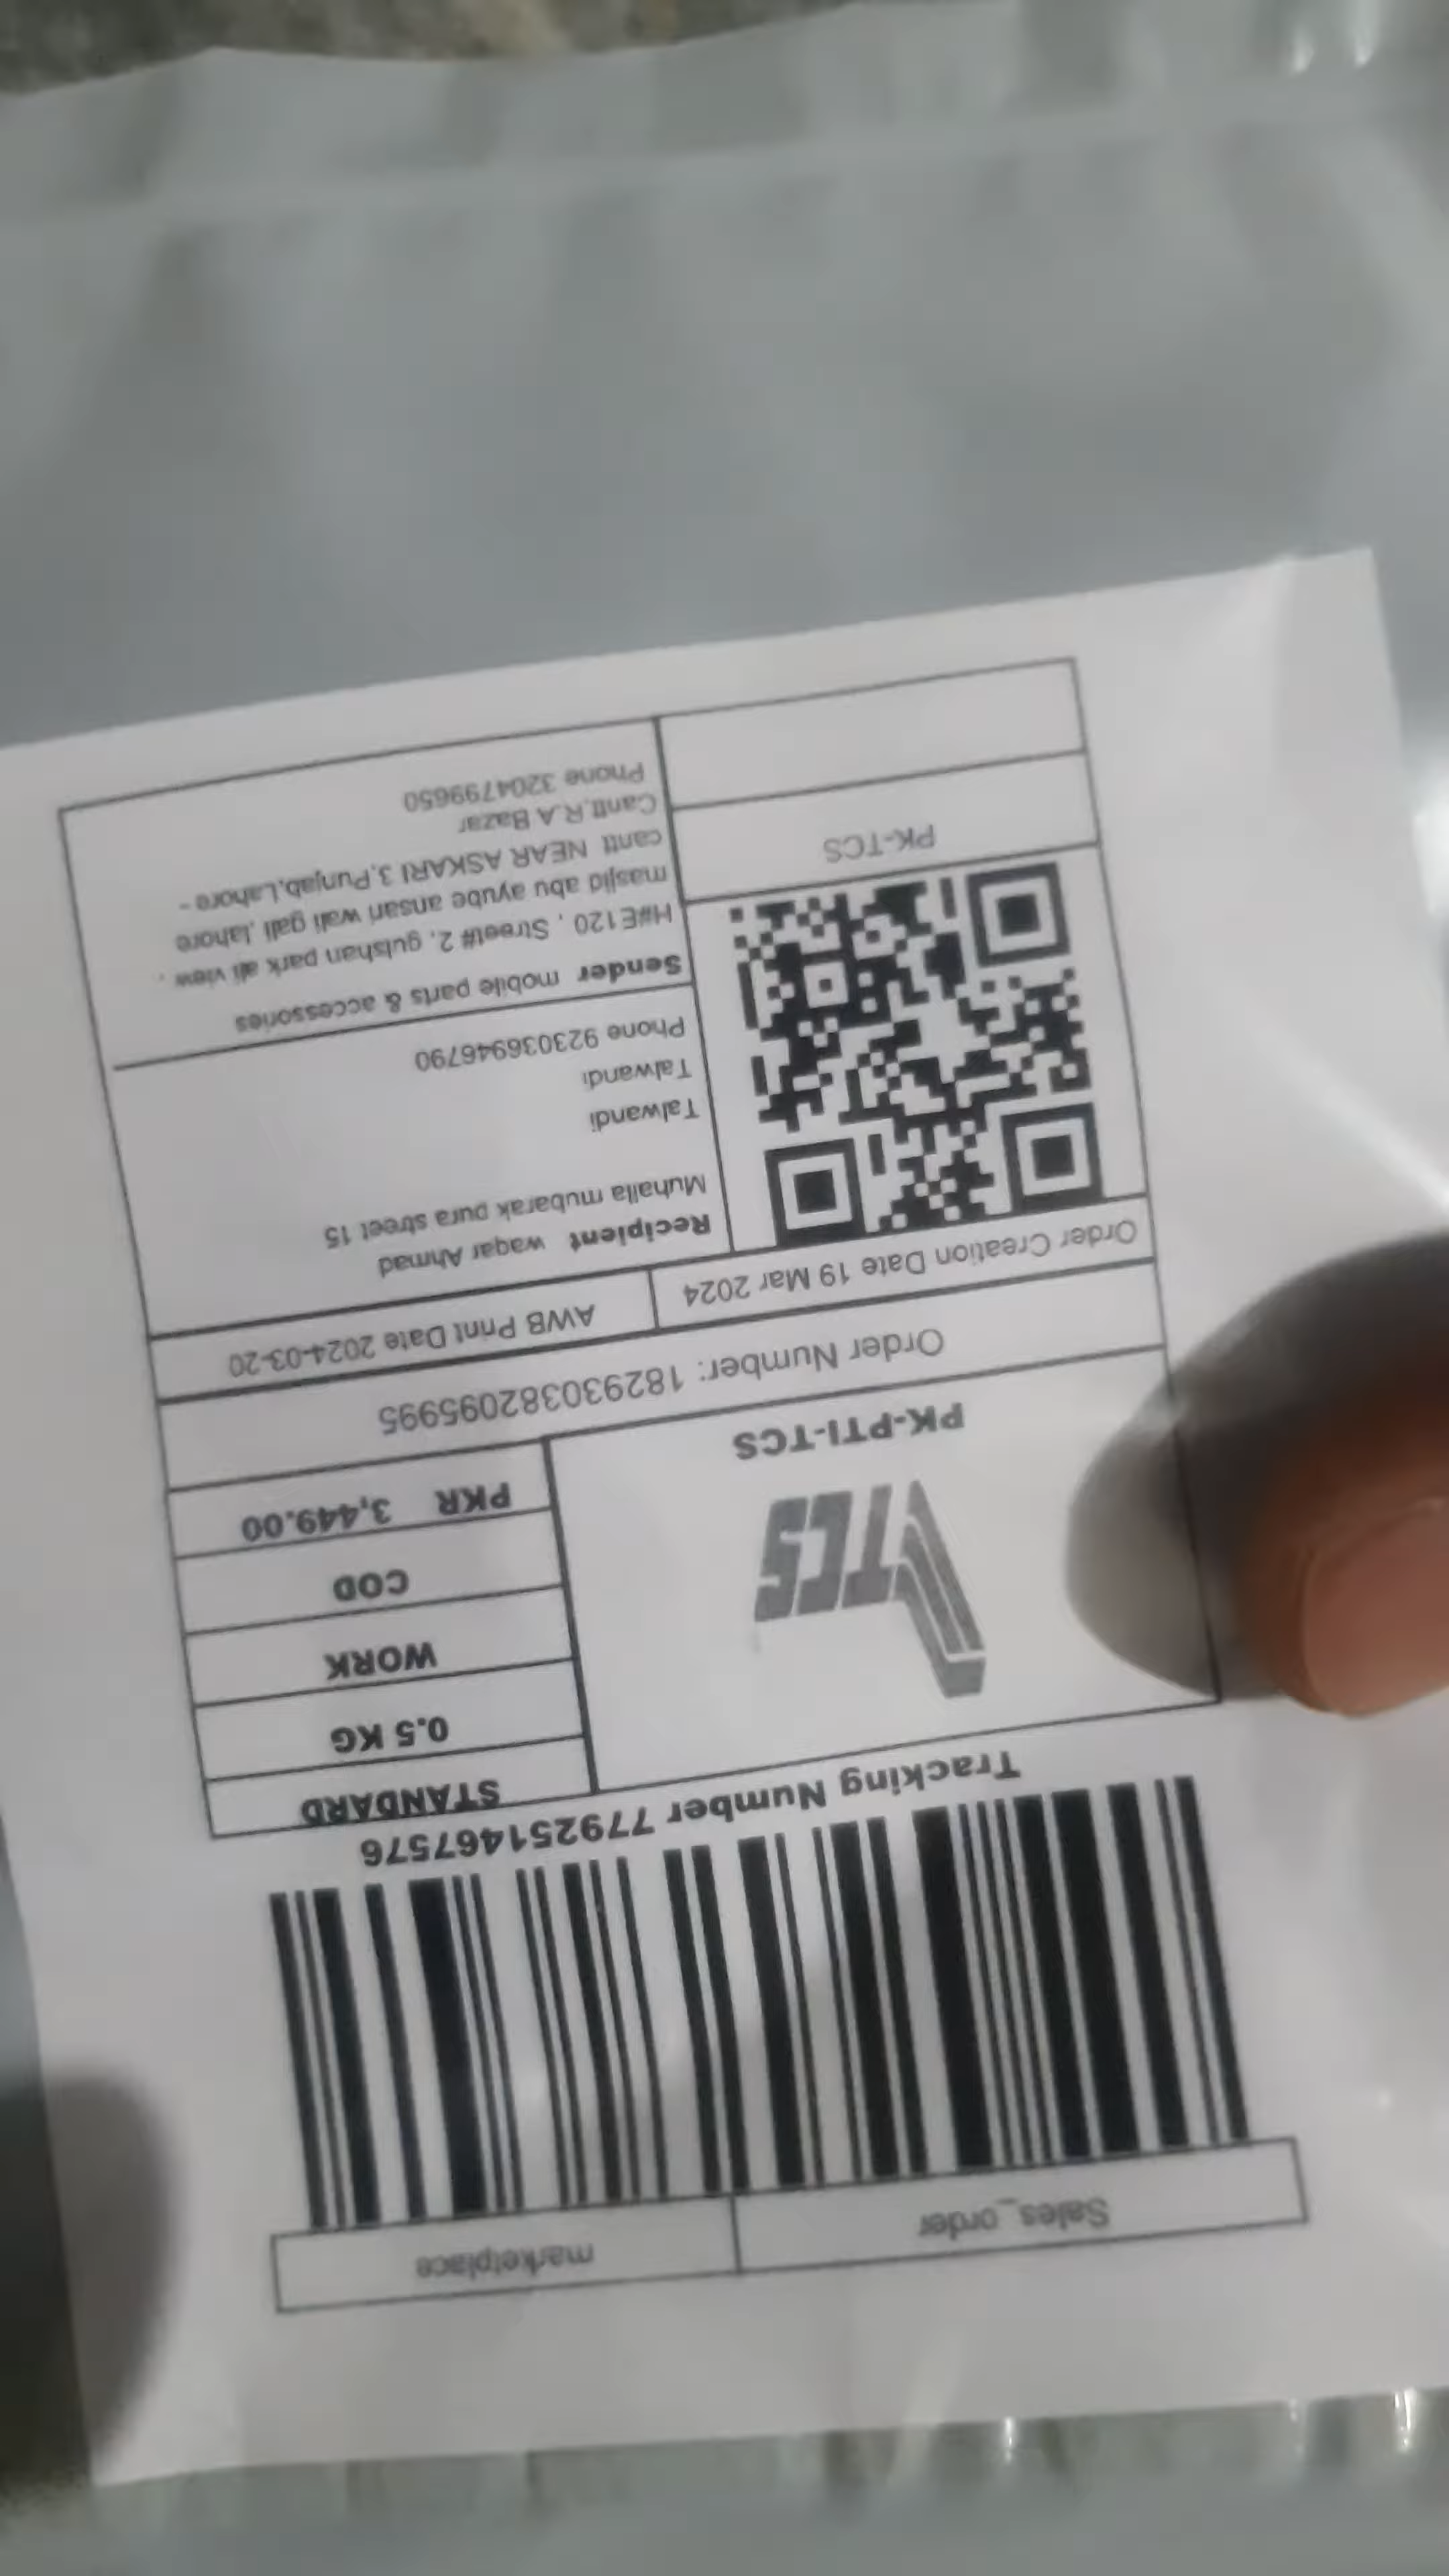 Sales_order
marketplace
Tracking Number 779251467576
TCS
PK-PTI-TCS
STANDARD
0.5 KG
WORK
COD
PKR 3,449.00
Order Number: 182930382095995
Order Creation Date 19 Mar 2024
AWB Print Date 2024-03-20
Recipient waqar Ahmad
Muhalla mubarak pura street 15
Talwandi
Talwandi
Phone 923036946790
Sender mobile parts & accessories
H#E120 , Street# 2, gulshan park ali view ,
masjid abu ayube ansari wali gali ,lahore
cantt NEAR ASKARI 3,Punjab,Lahore -
Cantt,R.A Bazar
Phone 3204799650
PK-TCS